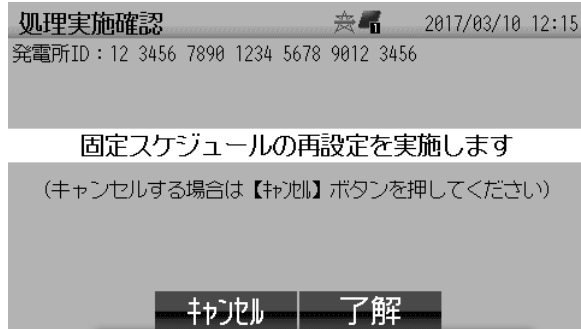 処理実施確認 1 2017/03/10 12:15
発電所ID：12 3456 7890 1234 5678 9012 3456
固定スケジュールの再設定を実施します
（キャンセルする場合は【ｷｬﾝｾﾙ】ボタンを押してください）
ｷｬﾝｾﾙ 了解